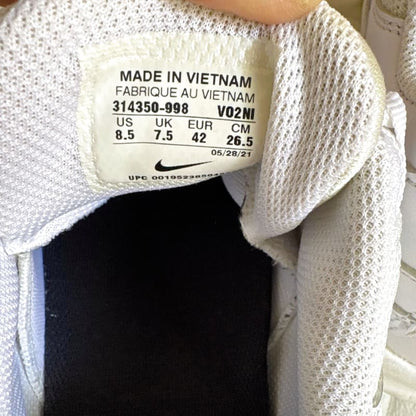 MADE IN VIETNAM
FABRIQUE AU VIETNAM
314350-998 V02NI
US UK EUR CM
8.5 7.5 42 26.5
05/28/21
UPC